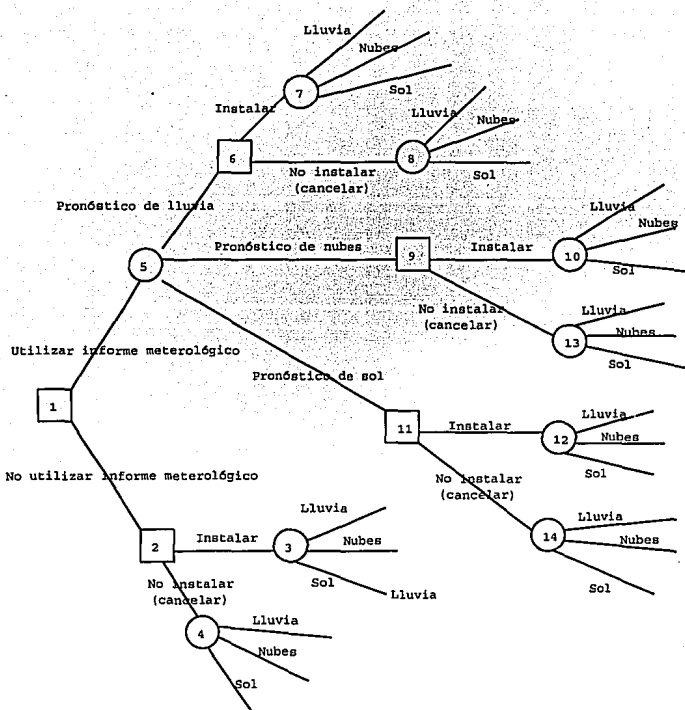 Lluvia
Nubes
Sol
7
Instalar
Lluvia
Nubes
6
8
No instalar
(cancelar)
Sol
Pronóstico de lluvia
Lluvia
Nubes
Pronóstico de nubes
Instalar
5
9
10
Sol
No instalar
(cancelar)
Lluvia
Nubes
13
Sol
Utilizar informe meterológico
Pronóstico de sol
1
Lluvia
Instalar
Nubes
11
12
Sol
No utilizar informe meterológico
No instalar
(cancelar)
Lluvia
Nubes
14
Sol
Lluvia
Instalar
Nubes
2
3
Sol
Lluvia
No instalar
(cancelar)
Lluvia
4
Nubes
Sol